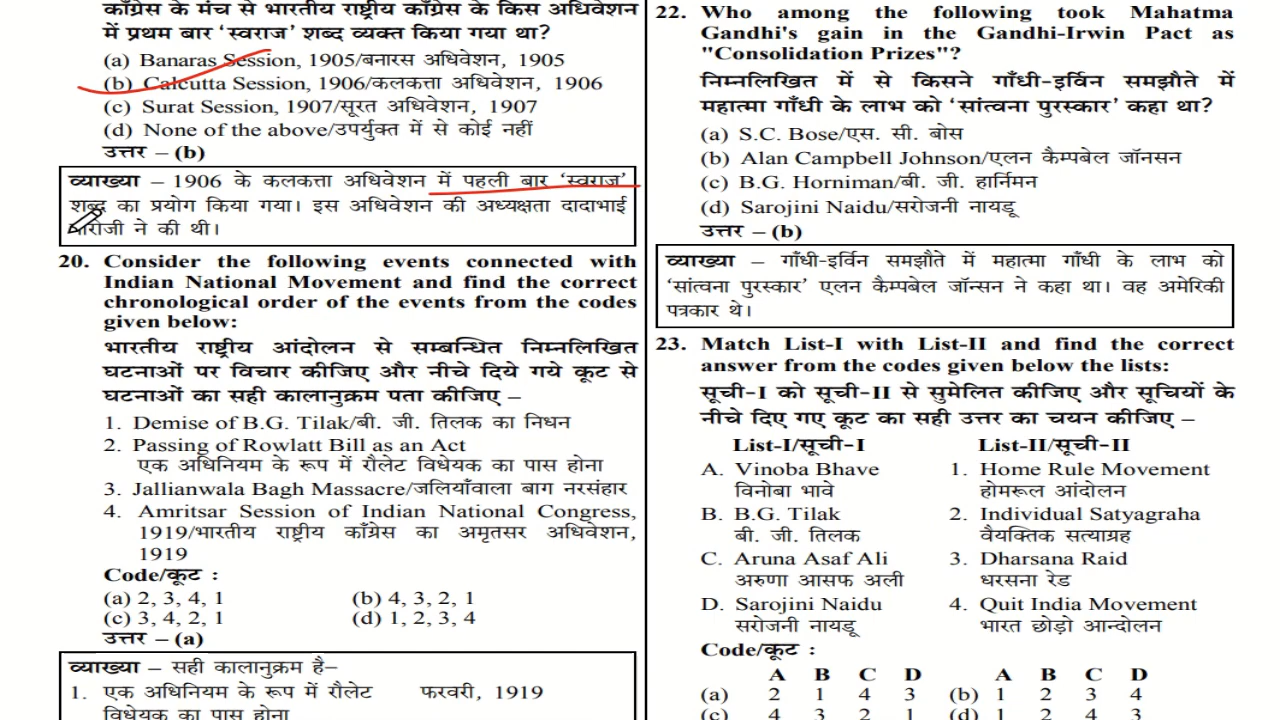 काँग्रेस के मंच से भारतीय राष्ट्रीय काँग्रेस के किस अधिवेशन
में प्रथम बार ‘स्वराज’ शब्द व्यक्त किया गया था?
(a) Banaras Session, 1905/बनारस अधिवेशन, 1905
(b) Calcutta Session, 1906/कलकत्ता अधिवेशन, 1906
(c) Surat Session, 1907/सूरत अधिवेशन, 1907
(d) None of the above/उपर्युक्त में से कोई नहीं
उत्तर – (b)
व्याख्या – 1906 के कलकत्ता अधिवेशन में पहली बार ‘स्वराज’
शब्द का प्रयोग किया गया। इस अधिवेशन की अध्यक्षता दादाभाई
नौरोजी ने की थी।
20. Consider the following events connected with
Indian National Movement and find the correct
chronological order of the events from the codes
given below:
भारतीय राष्ट्रीय आंदोलन से सम्बन्धित निम्नलिखित
घटनाओं पर विचार कीजिए और नीचे दिये गये कूट से
घटनाओं का सही कालानुक्रम पता कीजिए –
1. Demise of B.G. Tilak/बी. जी. तिलक का निधन
2. Passing of Rowlatt Bill as an Act
एक अधिनियम के रूप में रौलेट विधेयक का पास होना
3. Jallianwala Bagh Massacre/जलियाँवाला बाग नरसंहार
4. Amritsar Session of Indian National Congress,
1919/भारतीय राष्ट्रीय काँग्रेस का अमृतसर अधिवेशन,
1919
Code/कूट :
(a) 2, 3, 4, 1 (b) 4, 3, 2, 1
(c) 3, 4, 2, 1 (d) 1, 2, 3, 4
उत्तर – (a)
व्याख्या – सही कालानुक्रम है–
1. एक अधिनियम के रूप में रौलेट फरवरी, 1919
विधेयक का पास होना
22. Who among the following took Mahatma
Gandhi's gain in the Gandhi-Irwin Pact as
"Consolidation Prizes"?
निम्नलिखित में से किसने गाँधी-इर्विन समझौते में
महात्मा गाँधी के लाभ को ‘सांत्वना पुरस्कार’ कहा था?
(a) S.C. Bose/एस. सी. बोस
(b) Alan Campbell Johnson/एलन कैम्पबेल जॉनसन
(c) B.G. Horniman/बी. जी. हार्निमन
(d) Sarojini Naidu/सरोजनी नायडू
उत्तर – (b)
व्याख्या – गाँधी-इर्विन समझौते में महात्मा गाँधी के लाभ को
‘सांत्वना पुरस्कार’ एलन कैम्पबेल जॉन्सन ने कहा था। वह अमेरिकी
पत्रकार थे।
23. Match List-I with List-II and find the correct
answer from the codes given below the lists:
सूची-I को सूची-II से सुमेलित कीजिए और सूचियों के
नीचे दिए गए कूट का सही उत्तर का चयन कीजिए –
List-I/सूची-I List-II/सूची-II
A. Vinoba Bhave 1. Home Rule Movement
विनोबा भावे होमरूल आंदोलन
B. B.G. Tilak 2. Individual Satyagraha
बी. जी. तिलक वैयक्तिक सत्याग्रह
C. Aruna Asaf Ali 3. Dharsana Raid
अरुणा आसफ अली धरसना रेड
D. Sarojini Naidu 4. Quit India Movement
सरोजनी नायडू भारत छोड़ो आन्दोलन
Code/कूट :
A B C D A B C D
(a) 2 1 4 3 (b) 1 2 3 4
(c) 4 3 2 1 (d) 1 2 4 3